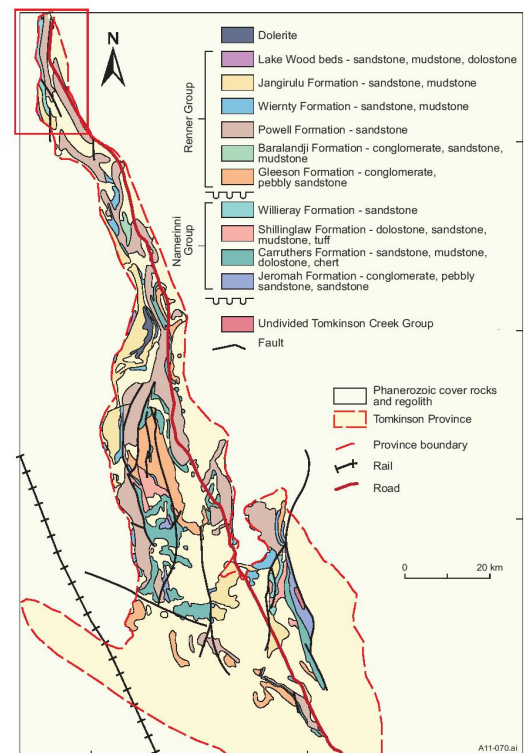 N
Dolerite
Lake Wood beds - sandstone, mudstone, dolostone
Jangirulu Formation - sandstone, mudstone
Wiernty Formation - sandstone, mudstone
Powell Formation - sandstone
Baralandji Formation - conglomerate, sandstone,
mudstone
Gleeson Formation - conglomerate,
pebbly sandstone
Renner Group
Willieray Formation - sandstone
Shillinglaw Formation - dolostone, sandstone,
mudstone, tuff
Carruthers Formation - sandstone, mudstone,
dolostone, chert
Jeromah Formation - conglomerate, pebbly
sandstone, sandstone
Namerinni
Group
Undivided Tomkinson Creek Group
Fault
Phanerozoic cover rocks
and regolith
Tomkinson Province
Province boundary
Rail
Road
0 20 km
A11-070.ai